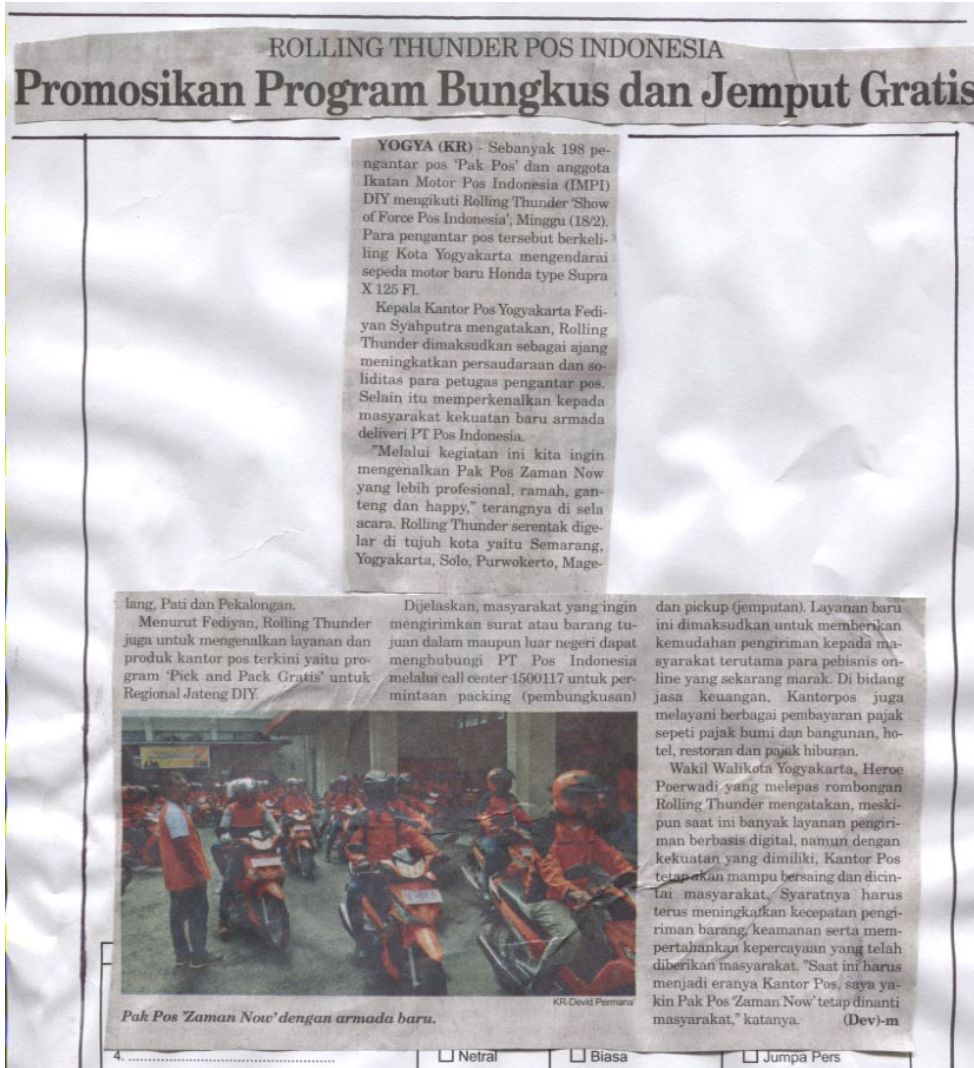 ROLLING THUNDER POS INDONESIA
Promosikan Program Bungkus dan Jemput Gratis
YOGYA (KR) - Sebanyak 198 pe-
ngantar pos 'Pak Pos' dan anggota
Ikatan Motor Pos Indonesia (IMPI)
DIY mengikuti Rolling Thunder 'Show
of Force Pos Indonesia'; Minggu (18/2).
Para pengantar pos tersebut berkeli-
ling Kota Yogyakarta mengendarai
sepeda motor baru Honda type Supra
X 125 FI.
Kepala Kantor Pos Yogyakarta Fedi-
yan Syahputra mengatakan, Rolling
Thunder dimaksudkan sebagai ajang
meningkatkan persaudaraan dan so-
liditas para petugas pengantar pos.
Selain itu memperkenalkan kepada
masyarakat kekuatan baru armada
deliveri PT Pos Indonesia.
"Melalui kegiatan ini kita ingin
mengenalkan Pak Pos Zaman Now
yang lebih profesional, ramah, gan-
teng dan happy," terangnya di sela
acara. Rolling Thunder serentak dige-
lar di tujuh kota yaitu Semarang,
Yogyakarta, Solo, Purwokerto, Mage-
lang, Pati dan Pekalongan.
Menurut Fediyan, Rolling Thunder
juga untuk mengenalkan layanan dan
produk kantor pos terkini yaitu pro-
gram 'Pick and Pack Gratis' untuk
Regional Jateng DIY.
Dijelaskan, masyarakat yang ingin
mengirimkan surat atau barang tu-
juan dalam maupun luar negeri dapat
menghubungi PT Pos Indonesia
melalui call center 1500117 untuk per-
mintaan packing (pembungkusan)
dan pickup (jemputan). Layanan baru
ini dimaksudkan untuk memberikan
kemudahan pengiriman kepada ma-
syarakat terutama para pebisnis on-
line yang sekarang marak. Di bidang
jasa keuangan, Kantorpos juga
melayani berbagai pembayaran pajak
sepeti pajak bumi dan bangunan, ho-
tel, restoran dan pajak hiburan.
Wakil Walikota Yogyakarta, Heroe
Poerwadi yang melepas rombongan
Rolling Thunder mengatakan, meski-
pun saat ini banyak layanan pengiri-
man berbasis digital, namun dengan
kekuatan yang dimiliki, Kantor Pos
tetap akan mampu bersaing dan dicin-
tai masyarakat. Syaratnya harus
terus meningkatkan kecepatan pengi-
riman barang, keamanan serta mem-
pertahankan kepercayaan yang telah
diberikan masyarakat. "Saat ini harus
menjadi eranya Kantor Pos, saya ya-
kin Pak Pos 'Zaman Now' tetap dinanti
masyarakat," katanya. (Dev)-m
KR-Devid Permana
Pak Pos 'Zaman Now' dengan armada baru.
4. ....................................................
Netral
Biasa
Jumpa Pers